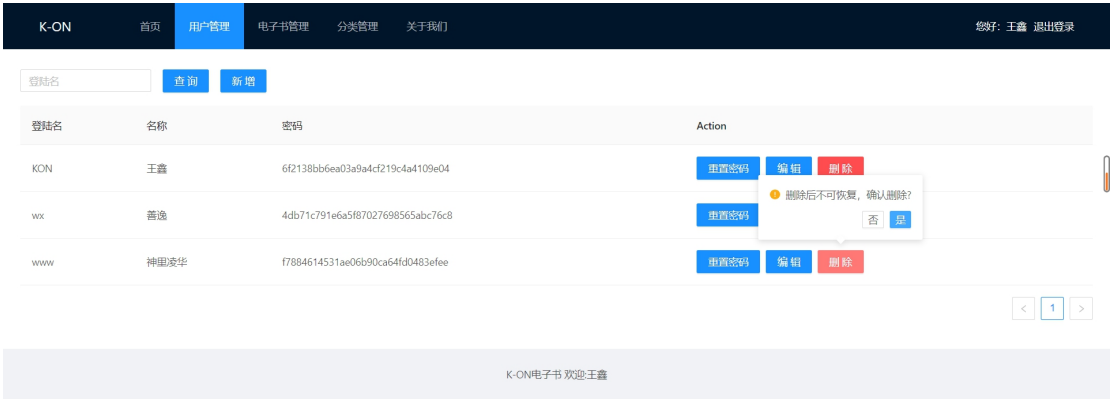 K-ON 首页 用户管理 电子书管理 分类管理 关于我们 您好：王鑫 退出登录
登陆名 查询 新增
登陆名 名称 密码 Action
KON 王鑫 6f2138bb6ea03a9a4cf219c4a4109e04 重置密码 编辑 删除
删除后不可恢复，确认删除?
否 是
wx 善逸 4db71c791e6a5f87027698565abc76c8 重置密码
www 神里凌华 f7884614531ae06b90ca64fd0483efee 重置密码 编辑 删除
< 1 >
K-ON电子书 欢迎:王鑫